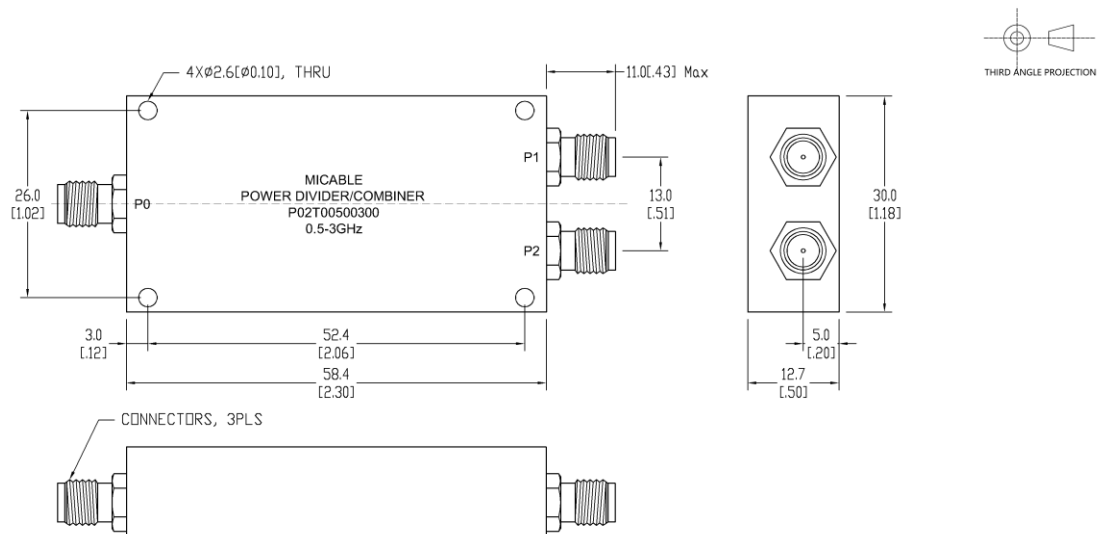 4XØ2.6[Ø0.10], THRU
11.0[.43] Max
THIRD ANGLE PROJECTION
P1
26.0
[1.02]
P0
MICABLE
POWER DIVIDER/COMBINER
P02T00500300
0.5-3GHz
13.0
[.51]
30.0
[1.18]
P2
3.0
[.12]
52.4
[2.06]
5.0
[.20]
58.4
[2.30]
12.7
[.50]
CONNECTORS, 3PLS